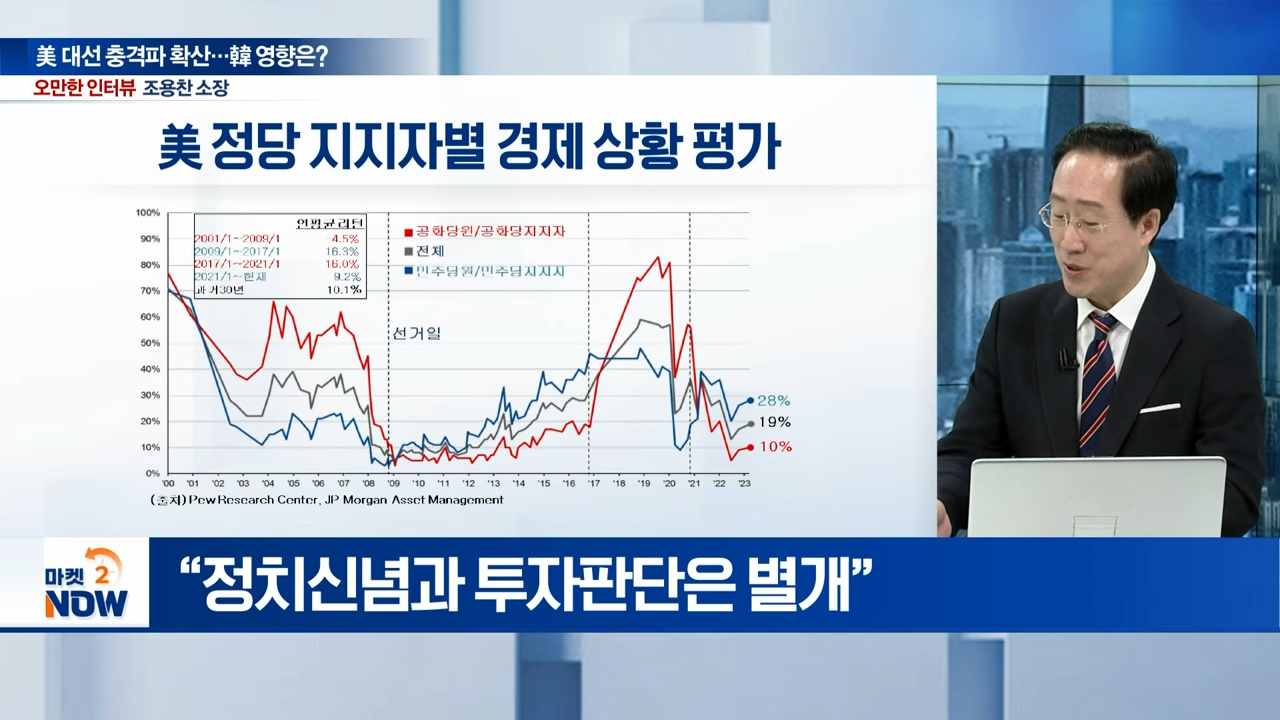 美 대선 충격파 확산…韓 영향은?
오만한 인터뷰 조용찬 소장
美 정당 지지자별 경제 상황 평가
100%
90%
80%
70%
60%
50%
40%
30%
20%
10%
0%
연평균 리턴
2001/1~2009/1 4.5%
2009/1~2017/1 16.3%
2017/1~2021/1 16.0%
2021/1~현재 9.2%
과거30년 10.1%
공화당원/공화당지지자
전체
민주당원/민주당지지자
선거일
28%
19%
10%
'00 '01 '02 '03 '04 '05 '06 '07 '08 '09 '10 '11 '12 '13 '14 '15 '16 '17 '18 '19 '20 '21 '22 '23
(출처) Pew Research Center, JP Morgan Asset Management
마켓 2
NOW
“정치신념과 투자판단은 별개”